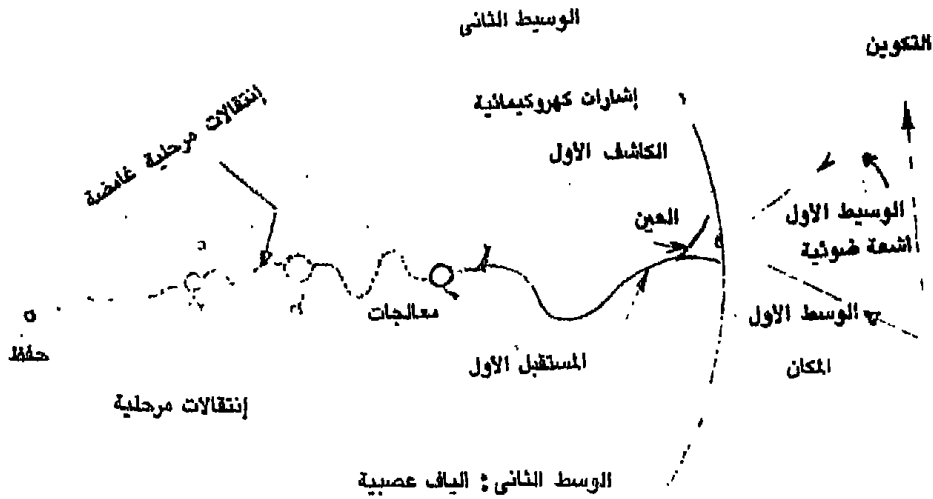 الوسيط الثانى
التكوين
إشارات كهروكيمائية
إنتقالات مرحلية غامضة
الكاشف الأول
العين
الوسيط الأول
أشعة ضوئية
معالجات
الوسط الأول
حفظ
المستقبل الأول
المكان
إنتقالات مرحلية
الوسط الثانى : الياف عصبية